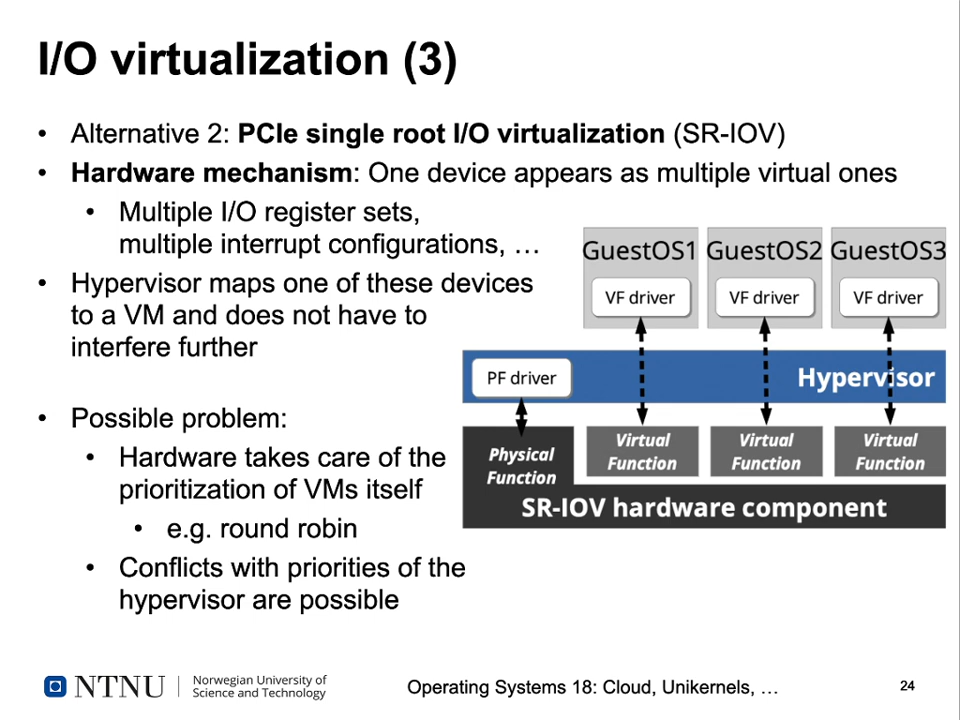 I/O virtualization (3)
• Alternative 2: PCIe single root I/O virtualization (SR-IOV)
• Hardware mechanism: One device appears as multiple virtual ones
• Multiple I/O register sets,
multiple interrupt configurations, …
• Hypervisor maps one of these devices
to a VM and does not have to
interfere further
• Possible problem:
• Hardware takes care of the
prioritization of VMs itself
• e.g. round robin
• Conflicts with priorities of the
hypervisor are possible
GuestOS1 GuestOS2 GuestOS3
VF driver VF driver VF driver
PF driver Hypervisor
Physical
Function
Virtual
Function
Virtual
Function
Virtual
Function
SR-IOV hardware component
NTNU
Norwegian University of
Science and Technology
Operating Systems 18: Cloud, Unikernels, …
24